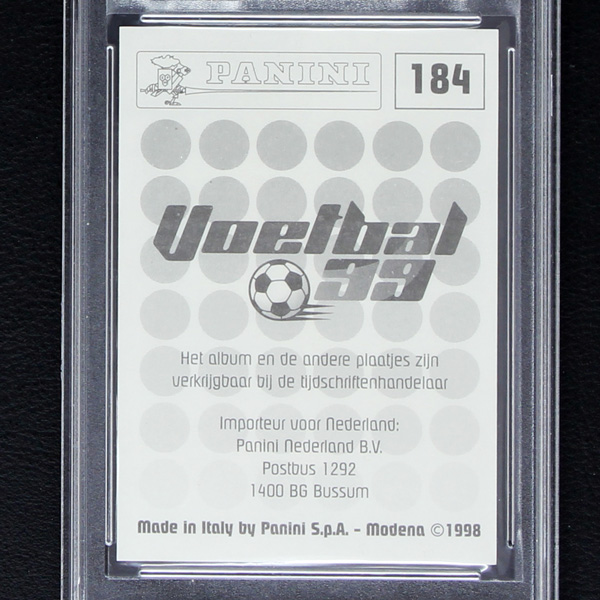 PANINI
184
Voetbal
99
Het album en de andere plaatjes zijn
verkrijgbaar bij de tijdschriftenhandelaar
Importeur voor Nederland:
Panini Nederland B.V.
Postbus 1292
1400 BG Bussum
Made in Italy by Panini S.p.A. - Modena ©1998